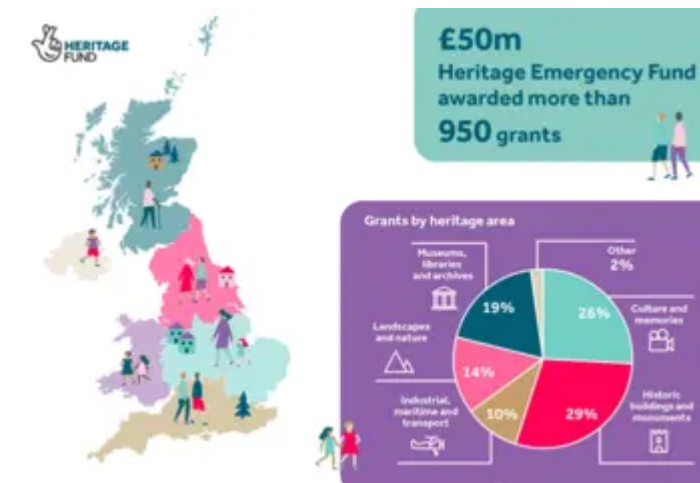 HERITAGE
FUND
£50m
Heritage Emergency Fund
awarded more than
950 grants
Grants by heritage area
Museums,
libraries
and archives
19%
Other
2%
26%
Culture and
memories
Landscapes
and nature
14%
Industrial,
maritime and
transport
10%
29%
Historic
buildings and
monuments